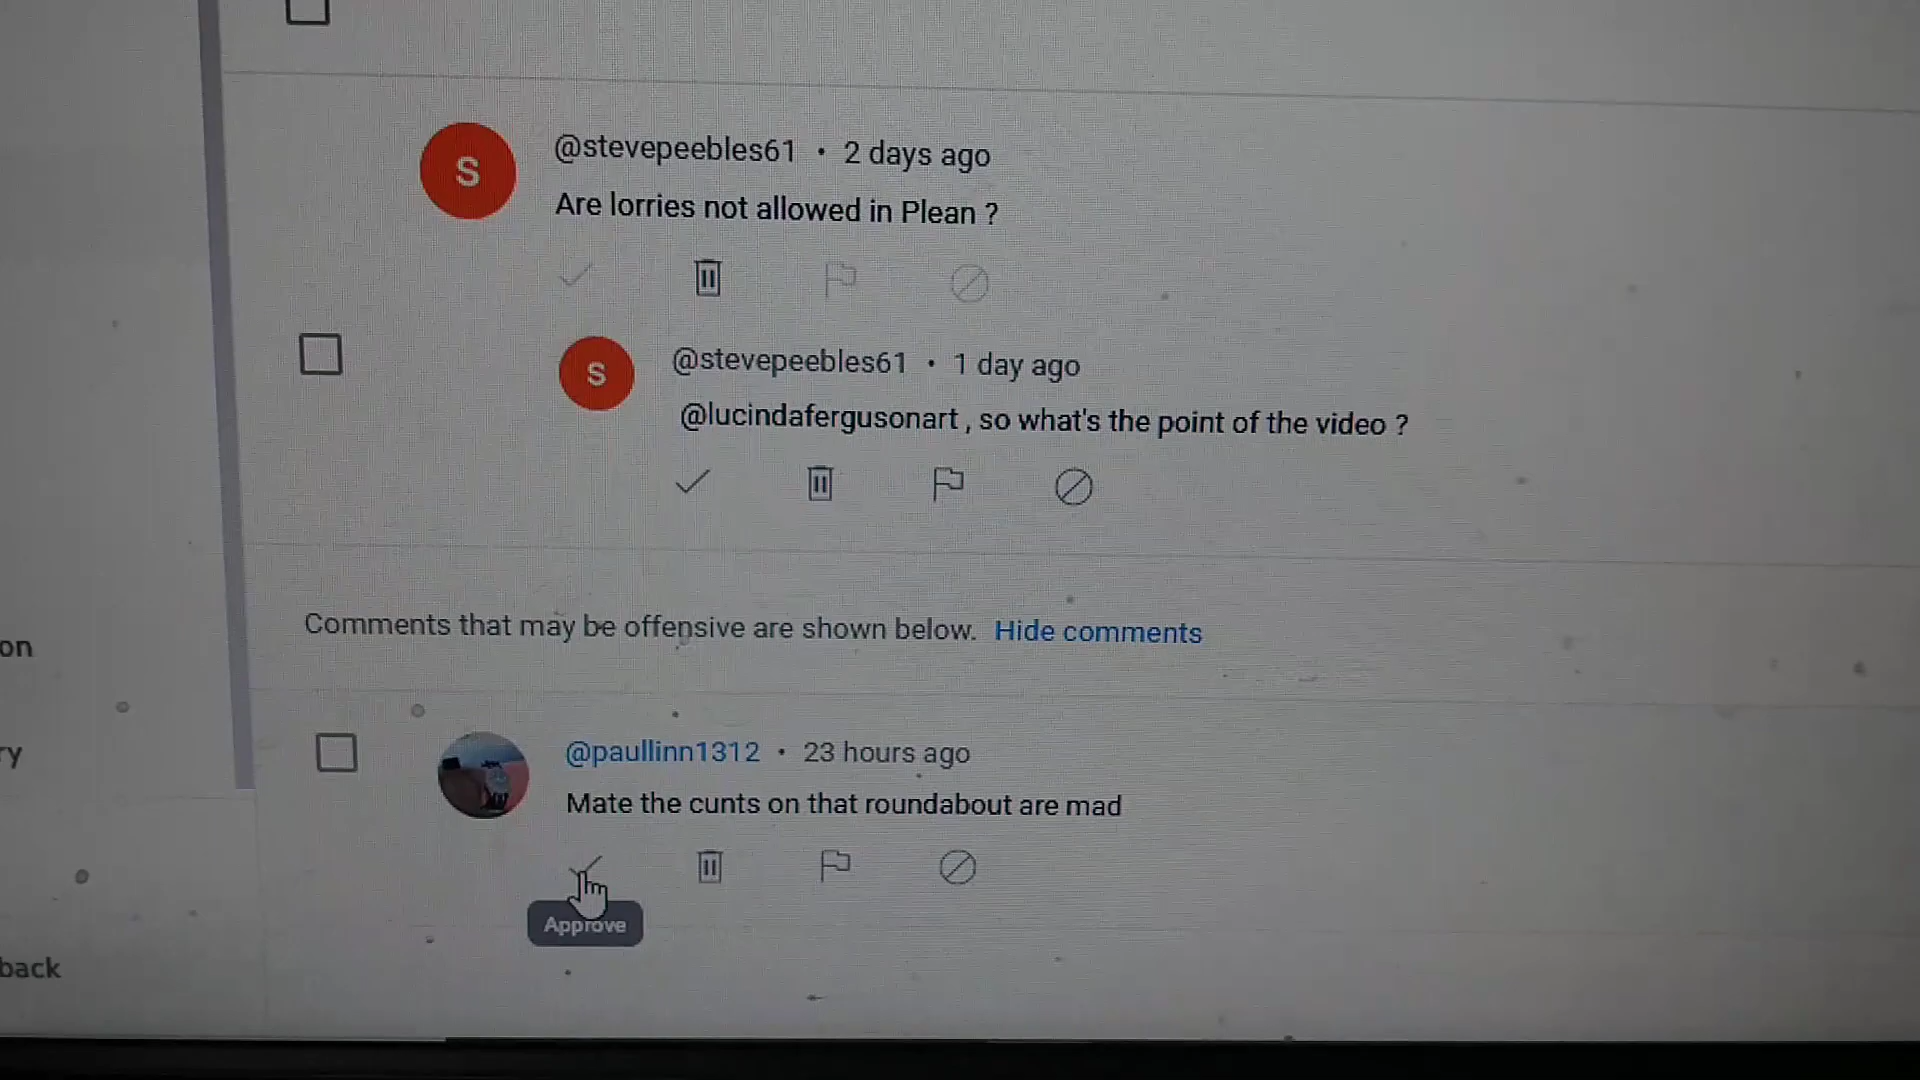 S
@stevepeebles61 • 2 days ago
Are lorries not allowed in Plean ?
S
@stevepeebles61 • 1 day ago
@lucindafergusonart , so what's the point of the video ?
Comments that may be offensive are shown below. Hide comments
on
@paullinn1312 • 23 hours ago
ry
Mate the cunts on that roundabout are mad
Approve
back